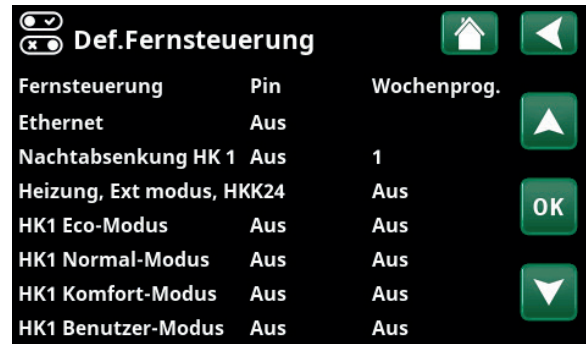 Def.Fernsteuerung
Fernsteuerung Pin Wochenprog.
Ethernet Aus
Nachtabsenkung HK 1 Aus 1
Heizung, Ext modus, HKK24 Aus
HK1 Eco-Modus Aus Aus
OK
HK1 Normal-Modus Aus Aus
HK1 Komfort-Modus Aus Aus
HK1 Benutzer-Modus Aus Aus